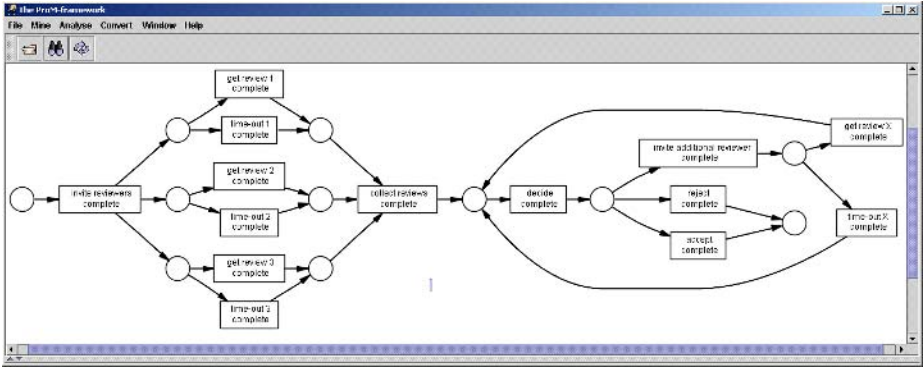 The ProM-framework
File Mine Analyse Convert Window Help
get review 1
complete
time-out 1
complete
get review 2
complete
time-out 2
complete
get review 3
complete
time-out 3
complete
invite reviewers
complete
collect reviews
complete
decide
complete
invite additional reviewer
complete
reject
complete
accept
complete
get review X
complete
time-out X
complete